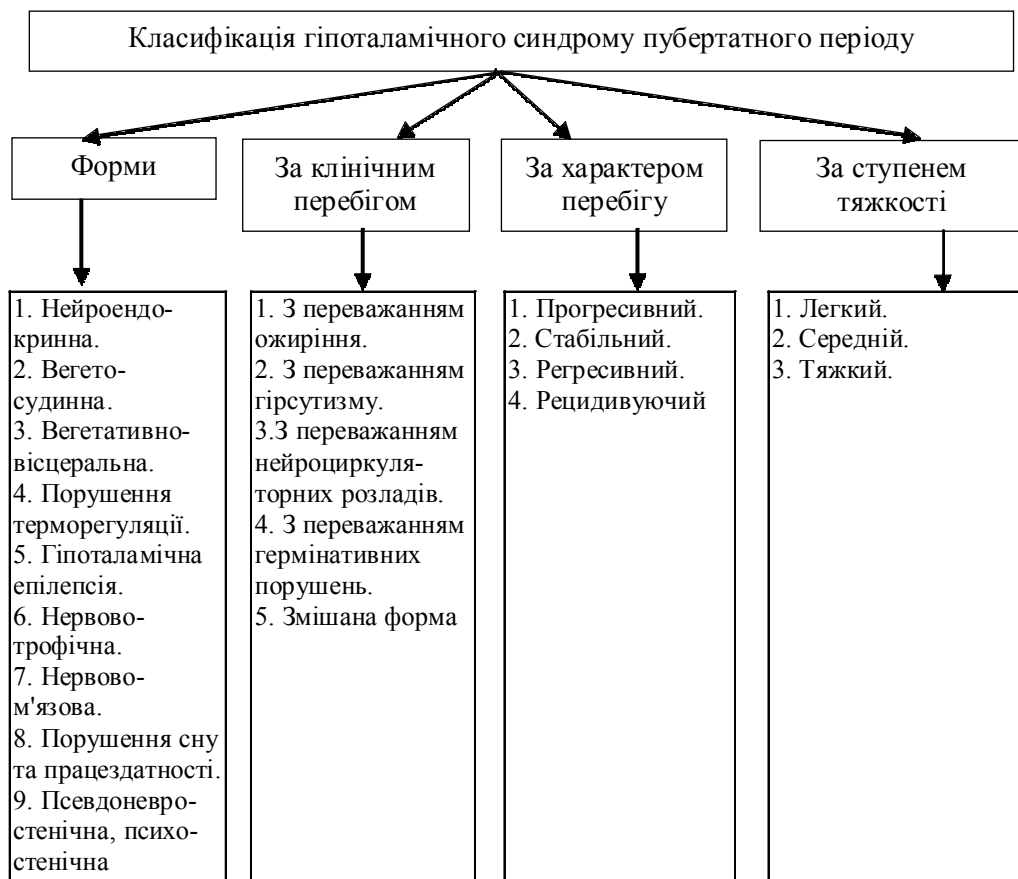 Класифікація гіпоталамічного синдрому пубертатного періоду
Форми
За клінічним
перебігом
За характером
перебігу
За ступенем
тяжкості
1. Нейроендо-
кринна.
2. Вегето-
судинна.
3. Вегетативно-
вісцеральна.
4. Порушення
терморегуляції.
5. Гіпоталамічна
епілепсія.
6. Нервово-
трофічна.
7. Нервово-
м'язова.
8. Порушення сну
та працездатності.
9. Псевдоневро-
стенічна, психо-
стенічна
1. З переважанням
ожиріння.
2. З переважанням
гірсутизму.
3.З переважанням
нейроциркуля-
торних розладів.
4. З переважанням
гермінативних
порушень.
5. Змішана форма
1. Прогресивний.
2. Стабільний.
3. Регресивний.
4. Рецидивуючий
1. Легкий.
2. Середній.
3. Тяжкий.